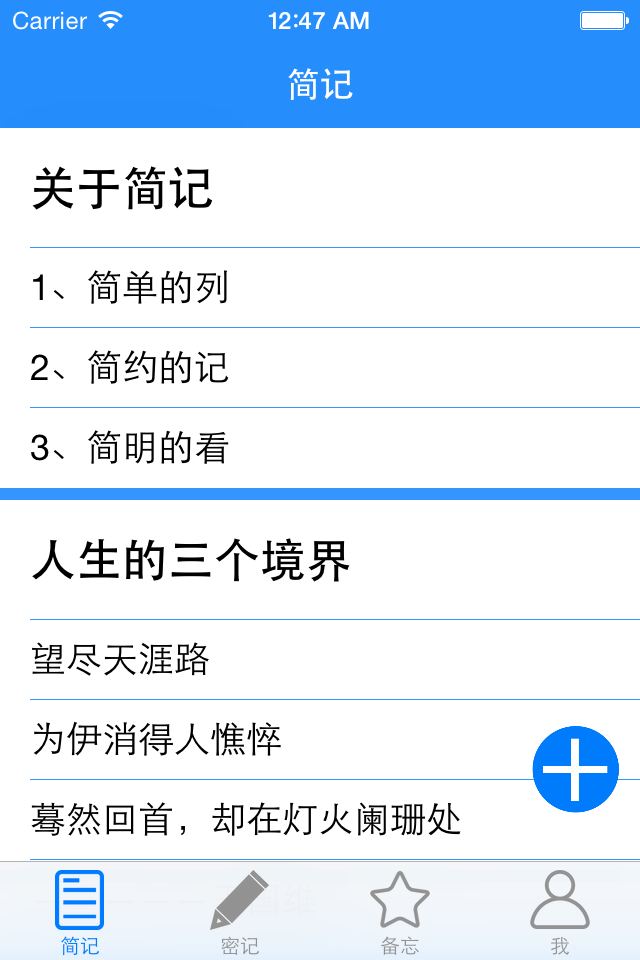 Carrier 12:47 AM
简记
关于简记
1、简单的列
2、简约的记
3、简明的看
人生的三个境界
望尽天涯路
为伊消得人憔悴
蓦然回首，却在灯火阑珊处
简记 密记 备忘 我